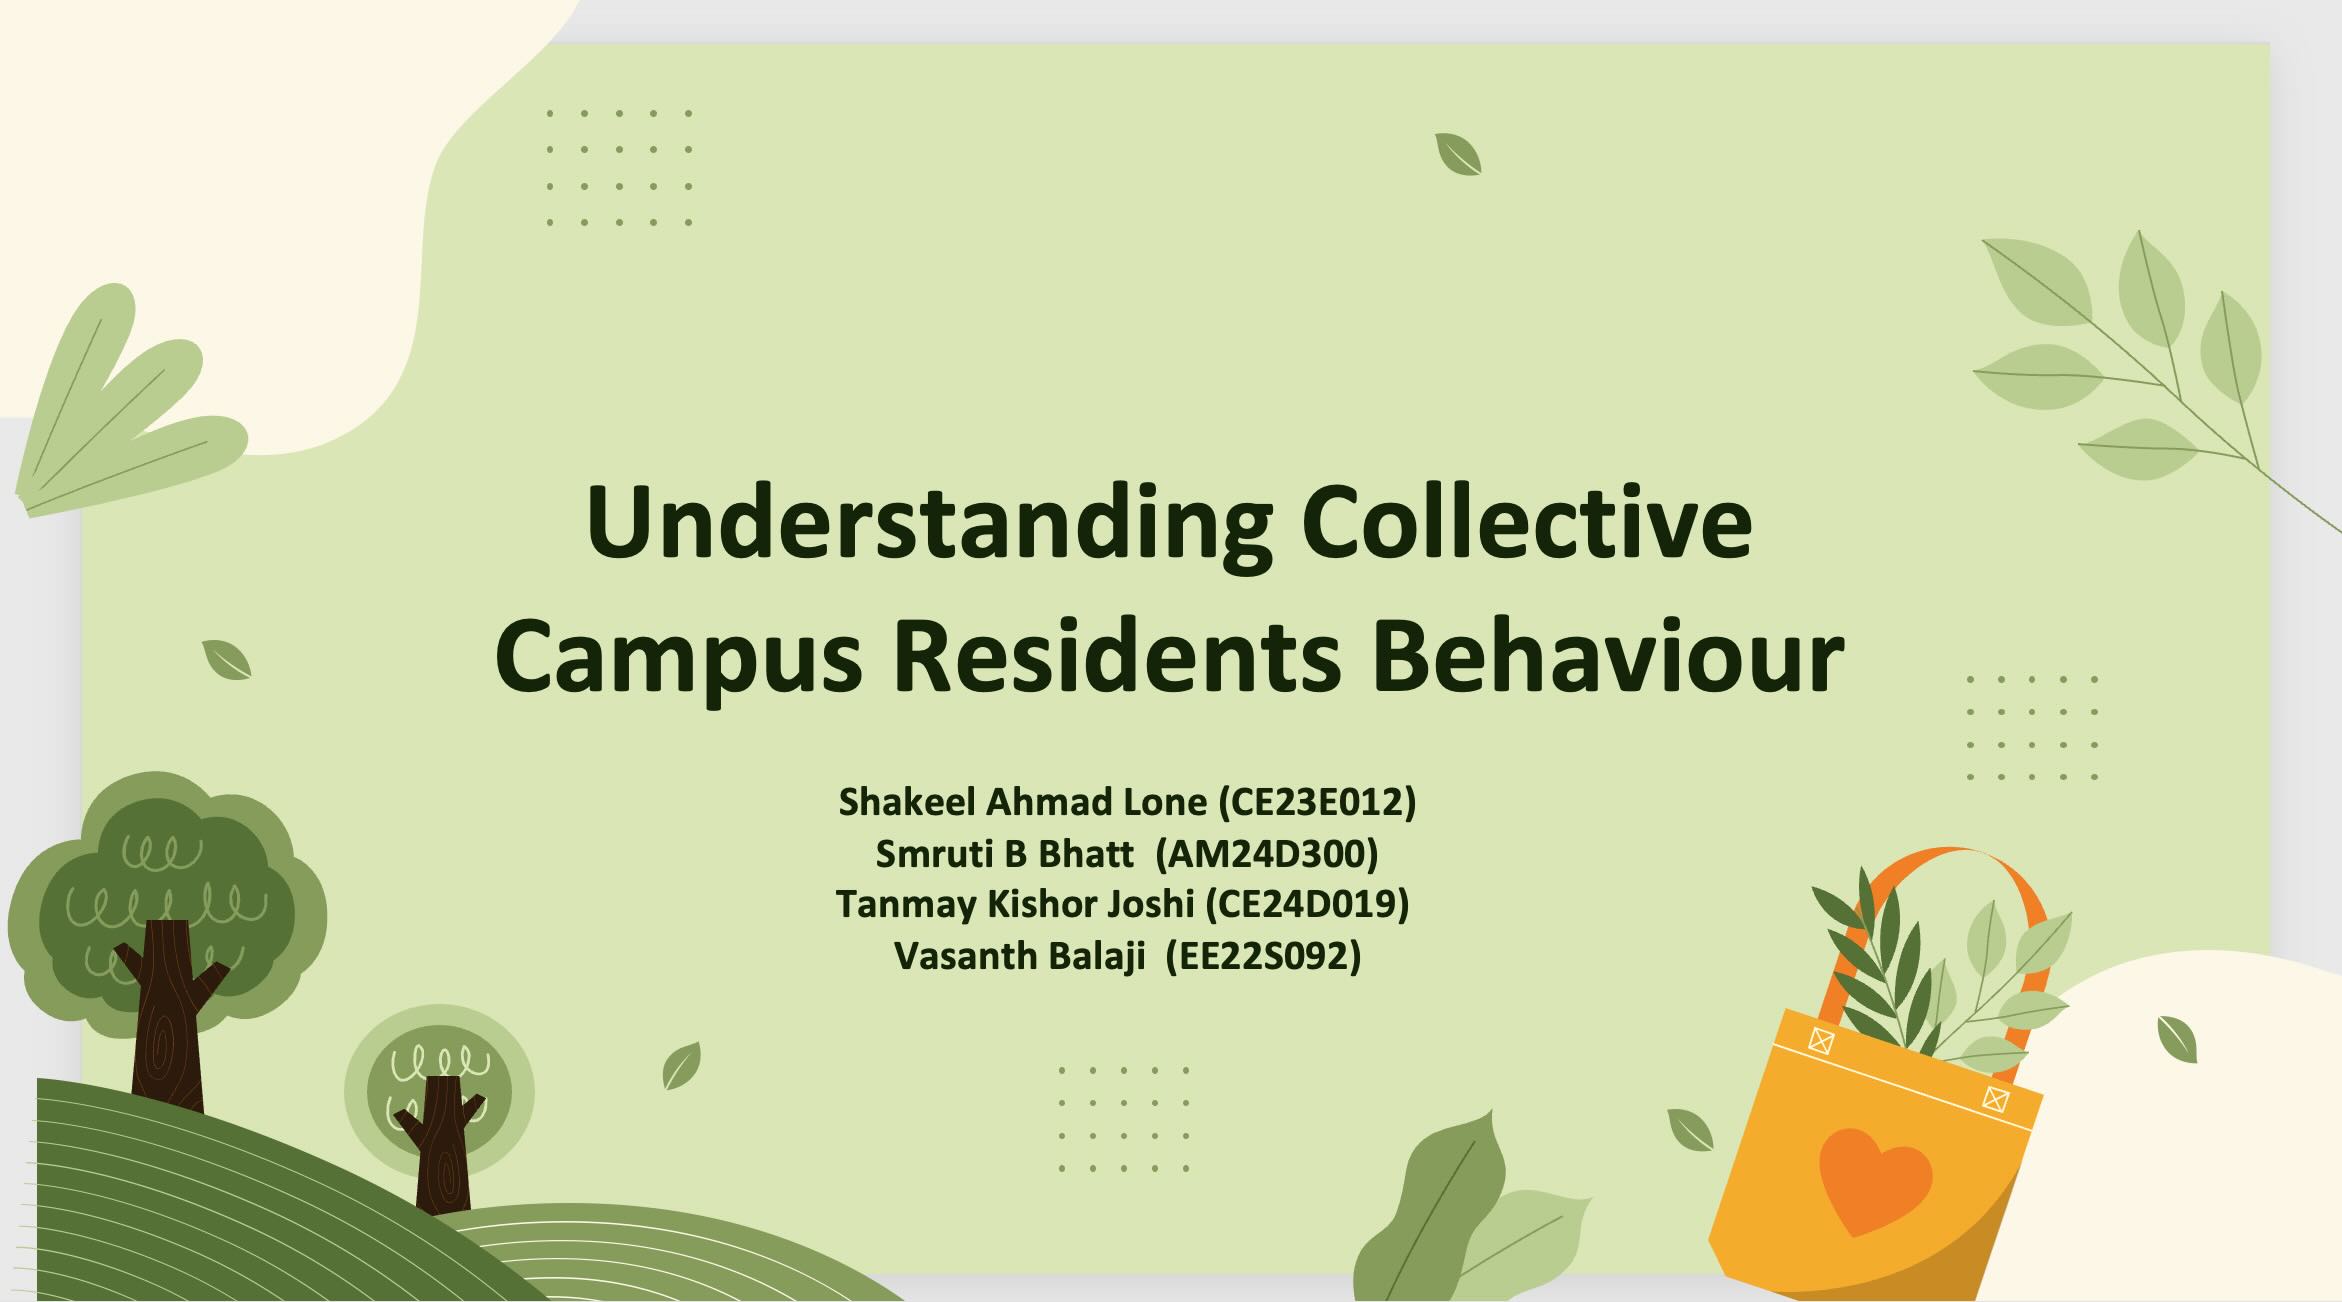 Understanding Collective
Campus Residents Behaviour
Shakeel Ahmad Lone (CE23E012)
Smruti B Bhatt  (AM24D300)
Tanmay Kishor Joshi (CE24D019)
Vasanth Balaji  (EE22S092)